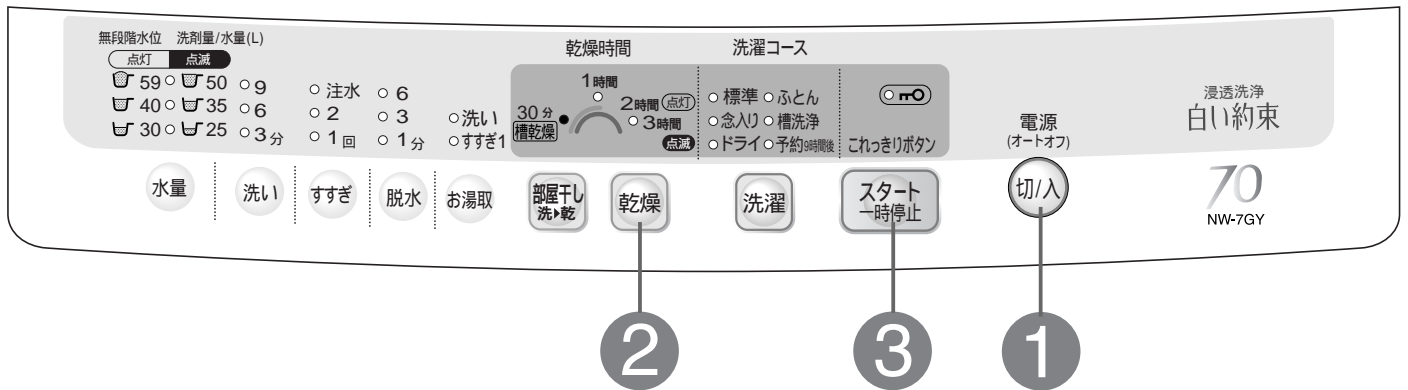 無段階水位 洗剤量/水量(L)
点灯 点滅
59 50 9
40 35 6
30 25 3分
注水
2
1回
6
3
1分
洗い
すすぎ1
乾燥時間
1時間
30分
槽乾燥
2時間 点灯
3時間
点滅
洗濯コース
標準 ふとん
念入り 槽洗浄
ドライ 予約9時間後
これっきりボタン
電源
(オートオフ)
浸透洗浄
白い約束
水量
洗い
すすぎ
脱水
お湯取
部屋干し
洗▶乾
乾燥
洗濯
スタート
一時停止
切/入
70
NW-7GY
2
3
1